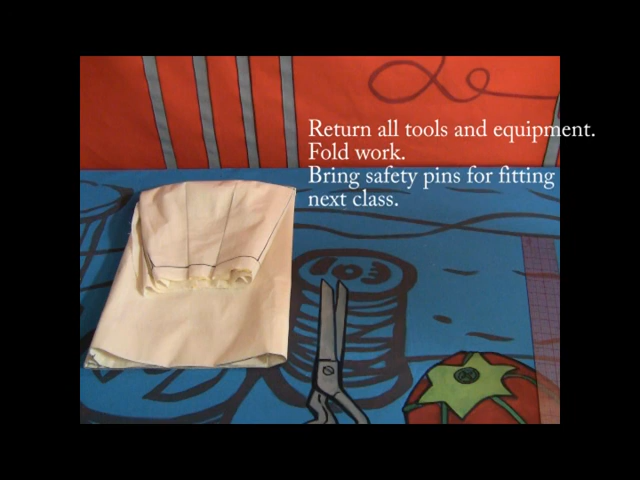 Return all tools and equipment.
Fold work.
Bring safety pins for fitting
next class.